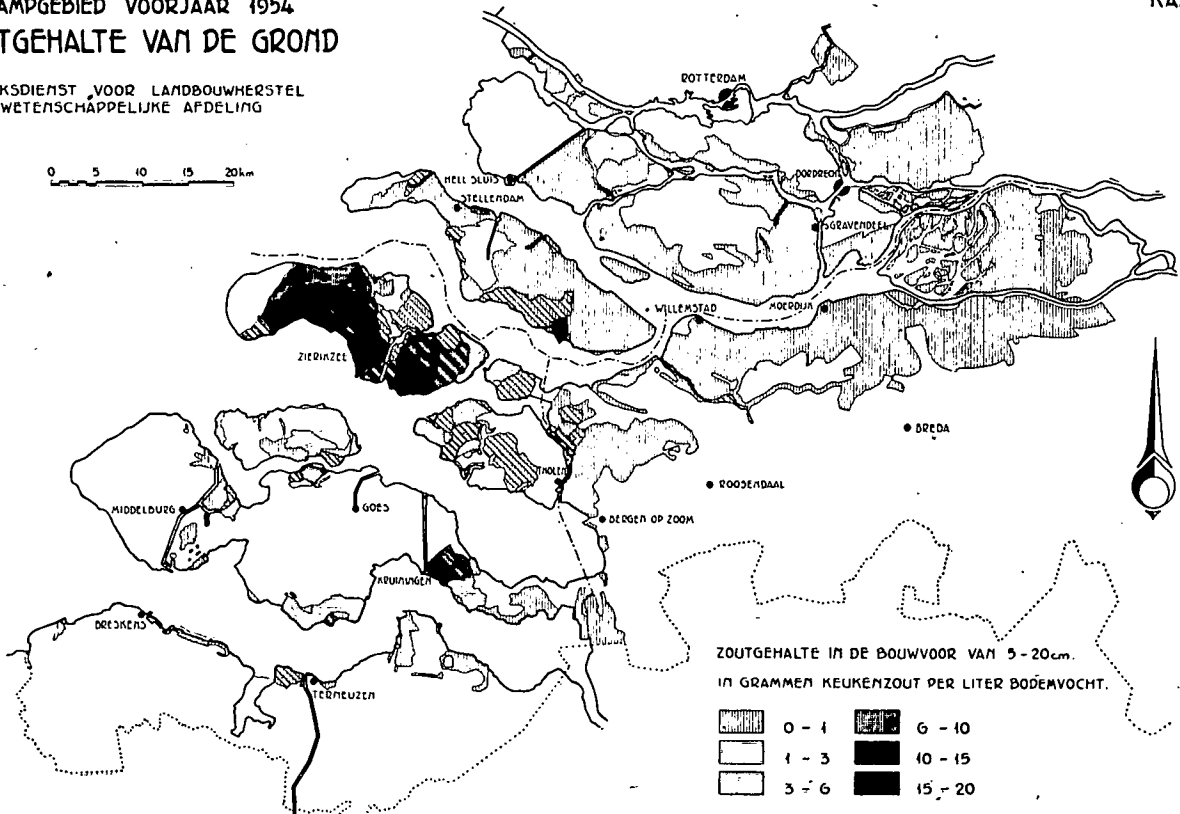 AMPGEBIED VOORJAAR 1954
TGEHALTE VAN DE GROND
KSDIENST VOOR LANDBOUWHERSTEL
WETENSCHAPPELIJKE AFDELING
0 5 10 15 20km
ROTTERDAM
HELL SLUIS
STELLENDAM
DORDRECHT
SGRAVENDEEL
WILLEMSTAD
MOERDIJK
ZIERIKZEE
BREDA
THOLEN
ROOSENDAAL
MIDDELBURG
GOES
BERGEN OP ZOOM
KRUININGEN
BRESKENS
TERNEUZEN
ZOUTGEHALTE IN DE BOUWVOOR VAN 5-20cm.
IN GRAMMEN KEUKENZOUT PER LITER BODEMVOCHT.
0 - 1 6 - 10
1 - 3 10 - 15
3 - 6 15 - 20